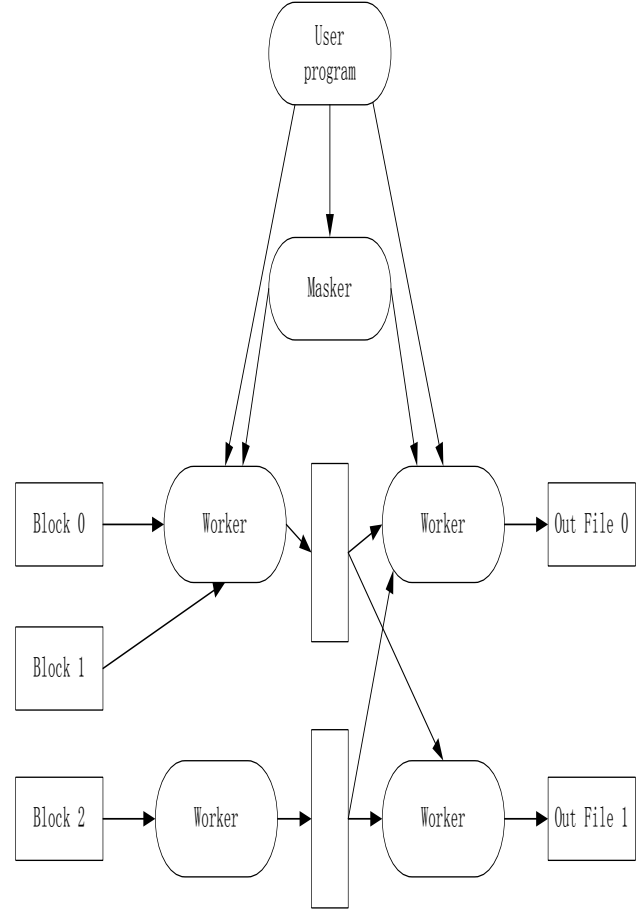 User
program
Masker
Block 0
Worker
Worker
Out File 0
Block 1
Block 2
Worker
Worker
Out File 1